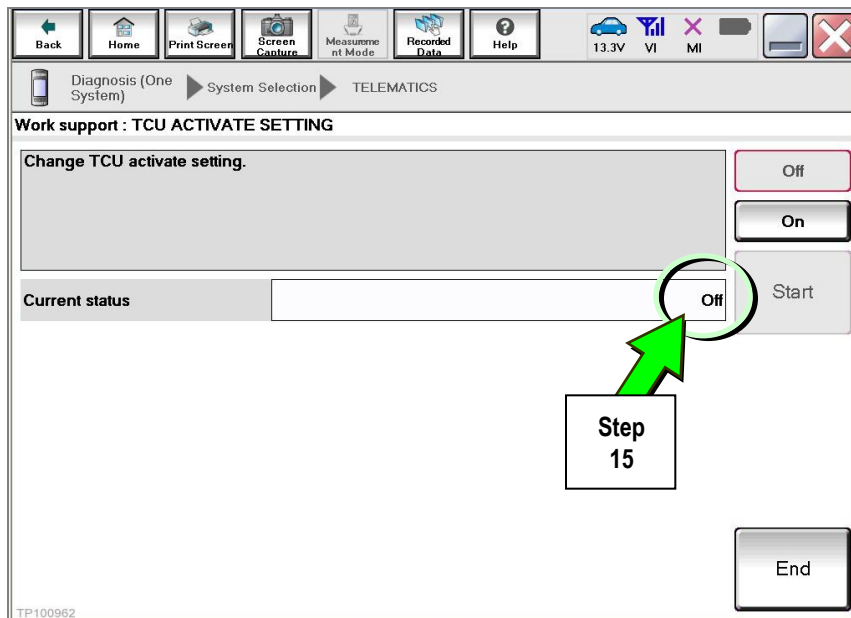 Back
Home
Print Screen
Screen
Capture
Measureme
nt Mode
Recorded
Data
Help
13.3V
VI
MI
Diagnosis (One
System)
System Selection
TELEMATICS
Work support : TCU ACTIVATE SETTING
Change TCU activate setting.
Off
On
Current status
Off
Start
Step
15
End
TP100962